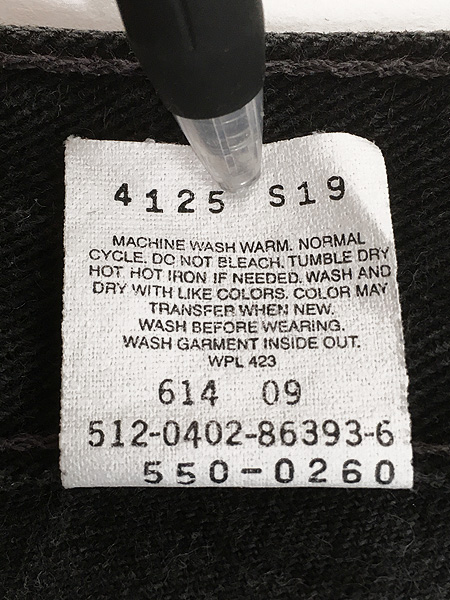 4125 S19
MACHINE WASH WARM. NORMAL
CYCLE. DO NOT BLEACH. TUMBLE DRY
HOT. HOT IRON IF NEEDED. WASH AND
DRY WITH LIKE COLORS. COLOR MAY
TRANSFER WHEN NEW.
WASH BEFORE WEARING.
WASH GARMENT INSIDE OUT.
WPL 423
614 09
512-0402-86393-6
550-0260